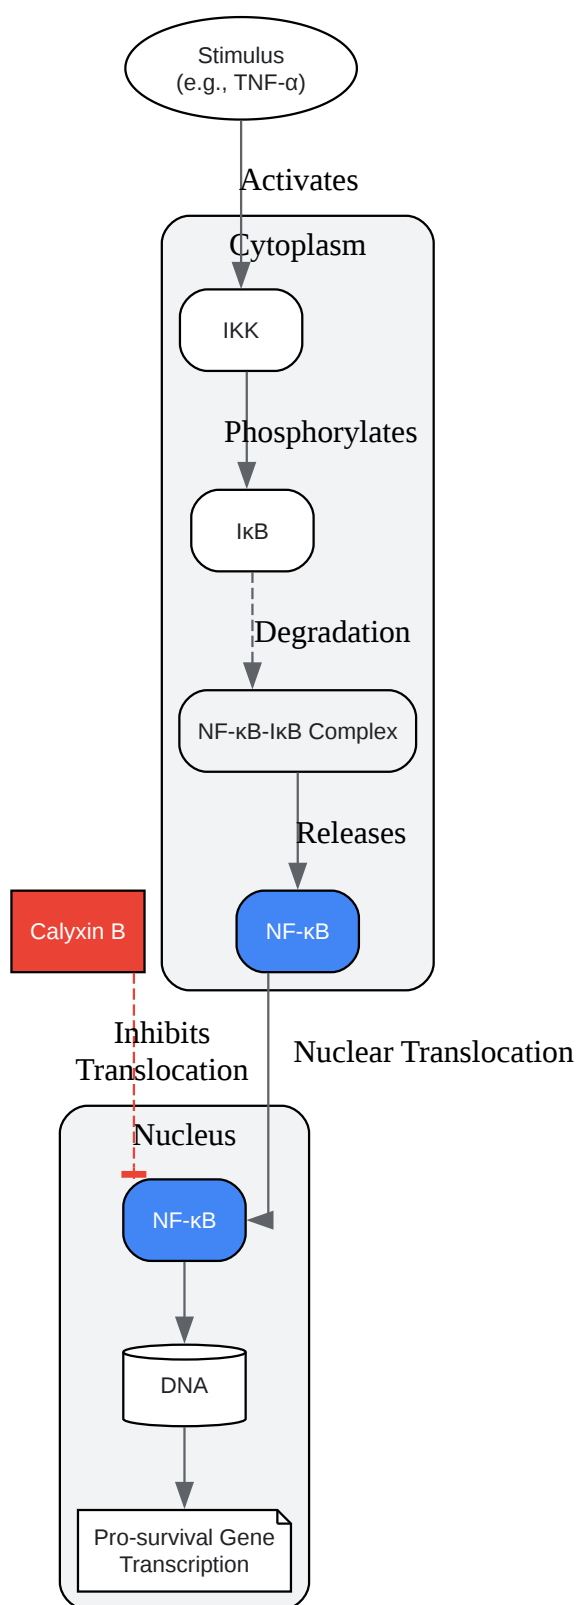 Stimulus
(e.g., TNF-α)
Activates
Cytoplasm
IKK
Phosphorylates
IκB
Degradation
NF-κB-IκB Complex
Releases
Calyxin B
NF-κB
Inhibits
Translocation
Nuclear Translocation
Nucleus
NF-κB
DNA
Pro-survival Gene
Transcription